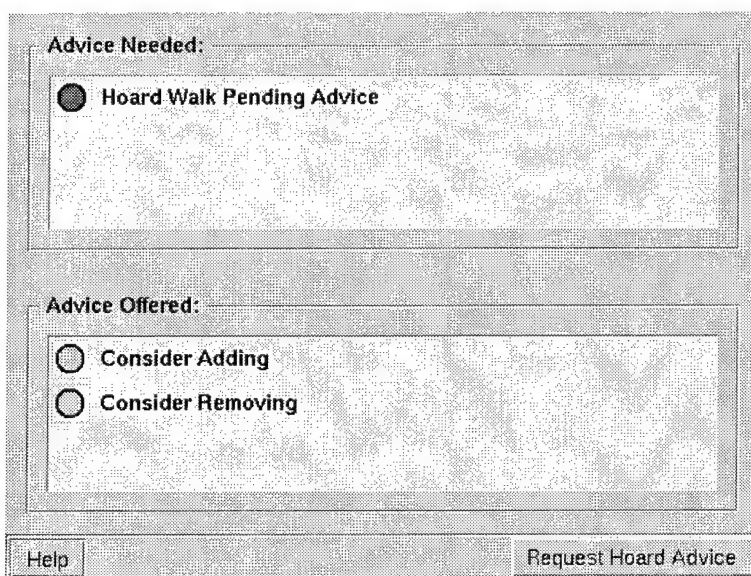 Advice Needed:
Hoard Walk Pending Advice
Advice Offered:
Consider Adding
Consider Removing
Help
Request Hoard Advice